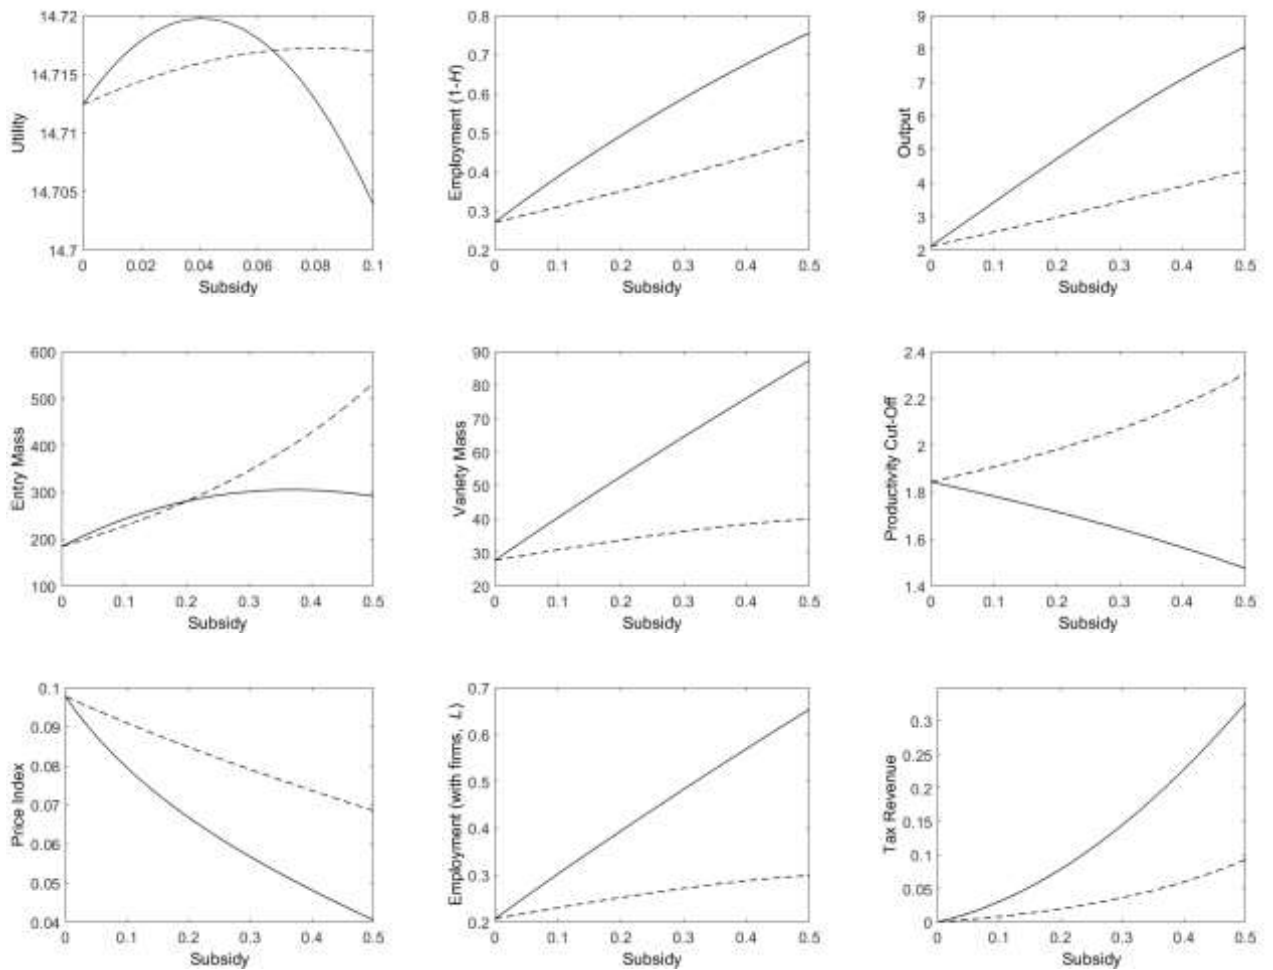 Utility
14.72
14.715
14.71
14.705
14.7
0 0.02 0.04 0.06 0.08 0.1
Subsidy
Employment (1-H)
0.8
0.7
0.6
0.5
0.4
0.3
0.2
0 0.1 0.2 0.3 0.4 0.5
Subsidy
Output
9
8
7
6
5
4
3
2
0 0.1 0.2 0.3 0.4 0.5
Subsidy
Entry Mass
600
500
400
300
200
100
0 0.1 0.2 0.3 0.4 0.5
Subsidy
Variety Mass
90
80
70
60
50
40
30
20
0 0.1 0.2 0.3 0.4 0.5
Subsidy
Productivity Cut-Off
2.4
2.2
2
1.8
1.6
1.4
0 0.1 0.2 0.3 0.4 0.5
Subsidy
Price Index
0.1
0.09
0.08
0.07
0.06
0.05
0.04
0 0.1 0.2 0.3 0.4 0.5
Subsidy
Employment (with firms, L)
0.7
0.6
0.5
0.4
0.3
0.2
0 0.1 0.2 0.3 0.4 0.5
Subsidy
Tax Revenue
0.3
0.25
0.2
0.15
0.1
0.05
0
0 0.1 0.2 0.3 0.4 0.5
Subsidy